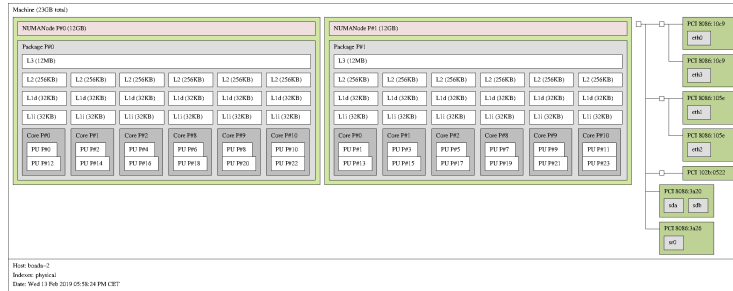 Machine (23GB total)
NUMANode P#0 (12GB)
Package P#0
L3 (12MB)
L2 (256KB) L2 (256KB) L2 (256KB) L2 (256KB) L2 (256KB) L2 (256KB)
L1d (32KB) L1d (32KB) L1d (32KB) L1d (32KB) L1d (32KB) L1d (32KB)
L1i (32KB) L1i (32KB) L1i (32KB) L1i (32KB) L1i (32KB) L1i (32KB)
Core P#0 Core P#1 Core P#2 Core P#8 Core P#9 Core P#10
PU P#0 PU P#2 PU P#4 PU P#6 PU P#8 PU P#10
PU P#12 PU P#14 PU P#16 PU P#18 PU P#20 PU P#22
NUMANode P#1 (12GB)
Package P#1
L3 (12MB)
L2 (256KB) L2 (256KB) L2 (256KB) L2 (256KB) L2 (256KB) L2 (256KB)
L1d (32KB) L1d (32KB) L1d (32KB) L1d (32KB) L1d (32KB) L1d (32KB)
L1i (32KB) L1i (32KB) L1i (32KB) L1i (32KB) L1i (32KB) L1i (32KB)
Core P#0 Core P#1 Core P#2 Core P#8 Core P#9 Core P#10
PU P#1 PU P#3 PU P#5 PU P#7 PU P#9 PU P#11
PU P#13 PU P#15 PU P#17 PU P#19 PU P#21 PU P#23
PCI 8086:10c9
eth0
PCI 8086:10c9
eth3
PCI 8086:105e
eth1
PCI 8086:105e
eth2
PCI 102b:0522
PCI 8086:3a20
sda sdb
PCI 8086:3a26
sr0
Host: boada-2
Indexes: physical
Date: Wed 13 Feb 2019 05:58:24 PM CET